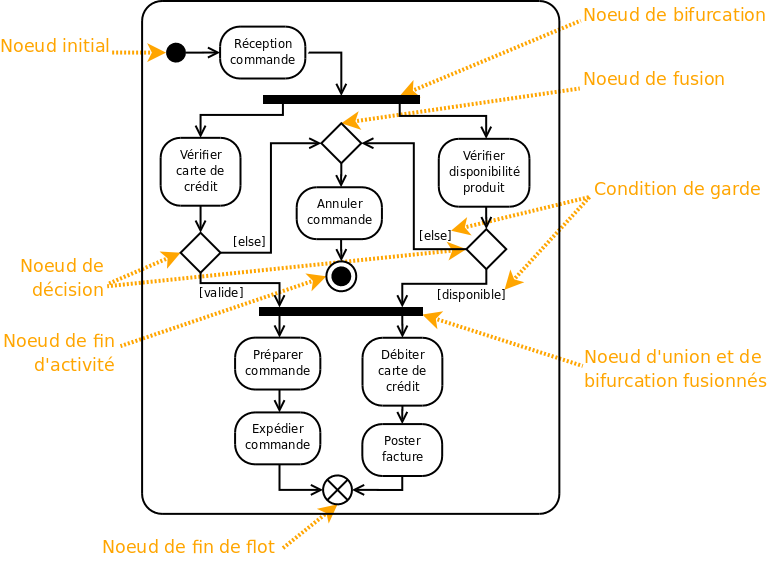 Noeud de bifurcation
Noeud initial
Réception
commande
Noeud de fusion
Vérifier
carte de
crédit
Vérifier
disponibilité
produit
Annuler
commande
Condition de garde
[else]
[else]
Noeud de
décision
[valide]
[disponible]
Noeud de fin
d'activité
Préparer
commande
Débiter
carte de
crédit
Noeud d'union et de
bifurcation fusionnés
Expédier
commande
Poster
facture
Noeud de fin de flot